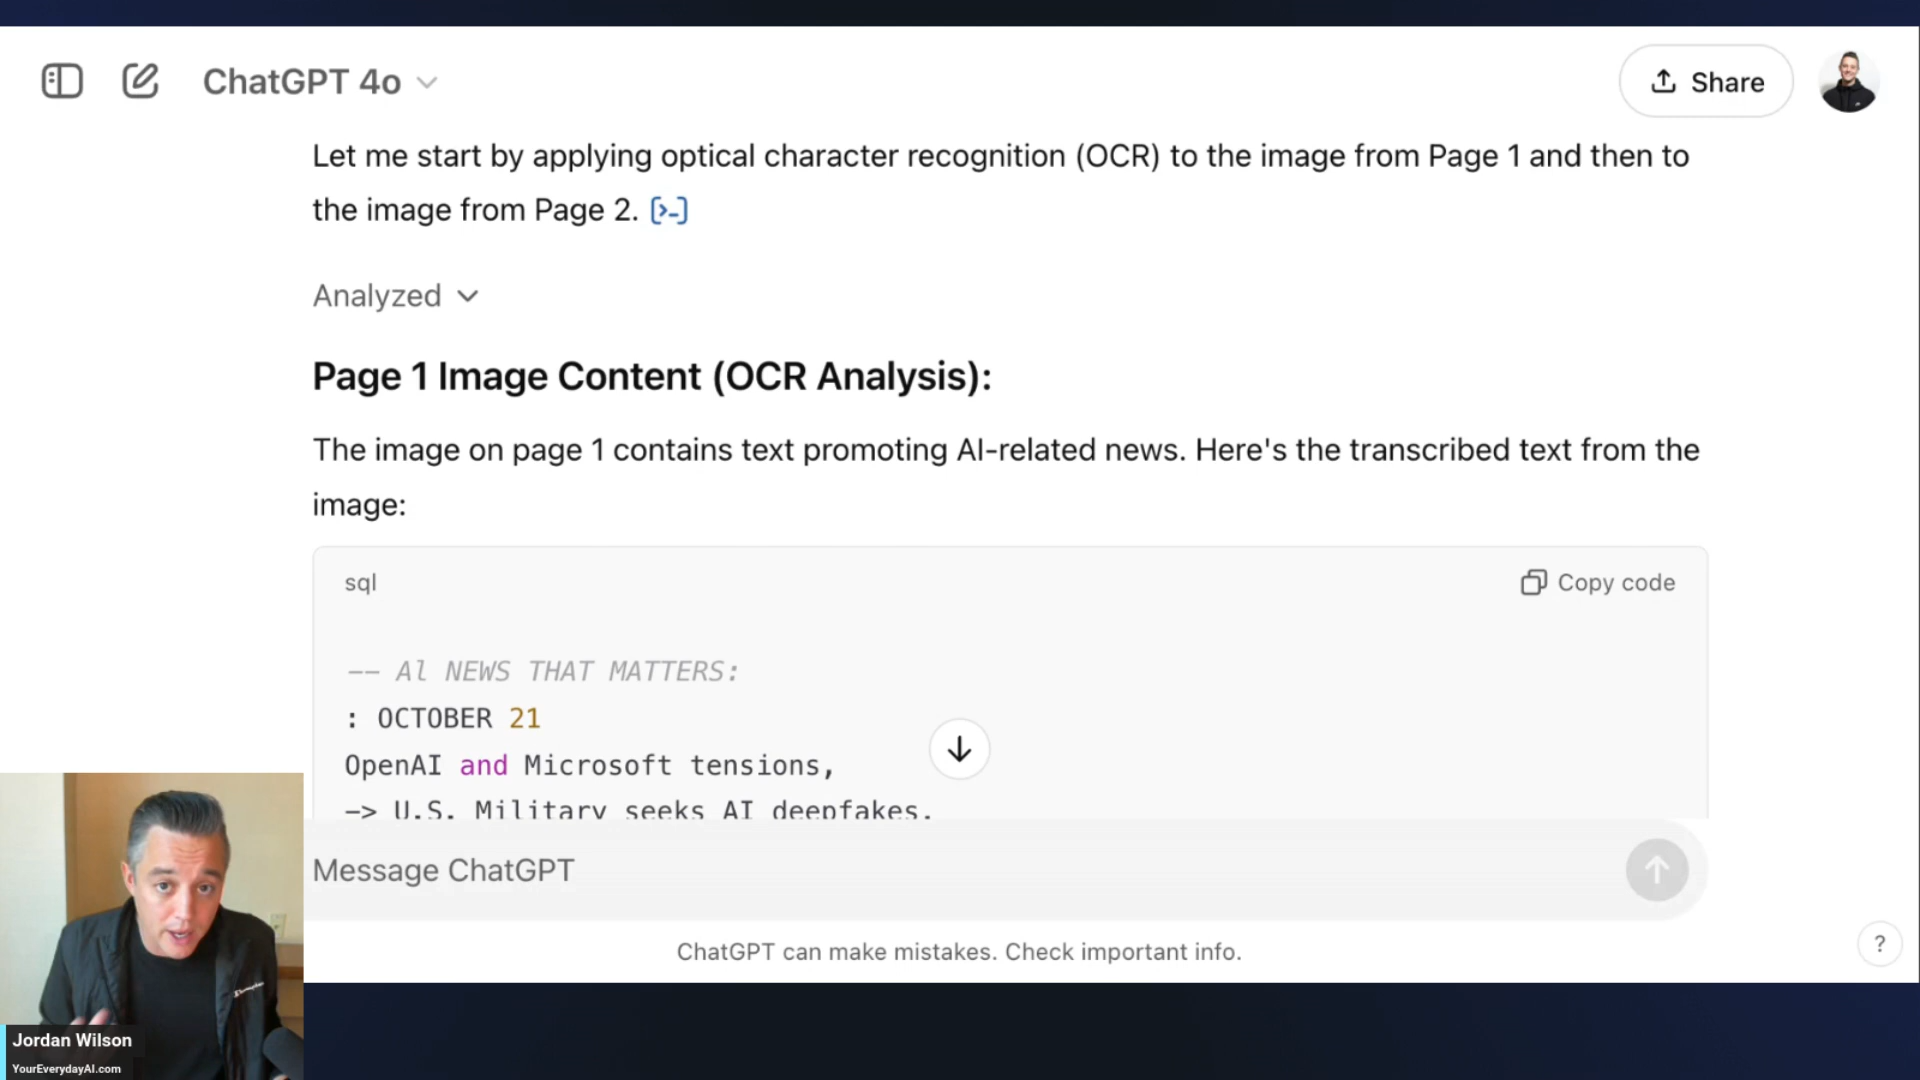 ChatGPT 4o
Share
Let me start by applying optical character recognition (OCR) to the image from Page 1 and then to
the image from Page 2.
Analyzed
Page 1 Image Content (OCR Analysis):
The image on page 1 contains text promoting AI-related news. Here's the transcribed text from the
image:
sql
Copy code
-- Al NEWS THAT MATTERS:
: OCTOBER 21
OpenAI and Microsoft tensions,
-> U.S. Military seeks AI deepfakes.
Message ChatGPT
ChatGPT can make mistakes. Check important info.
?
Jordan Wilson
YourEverydayAI.com